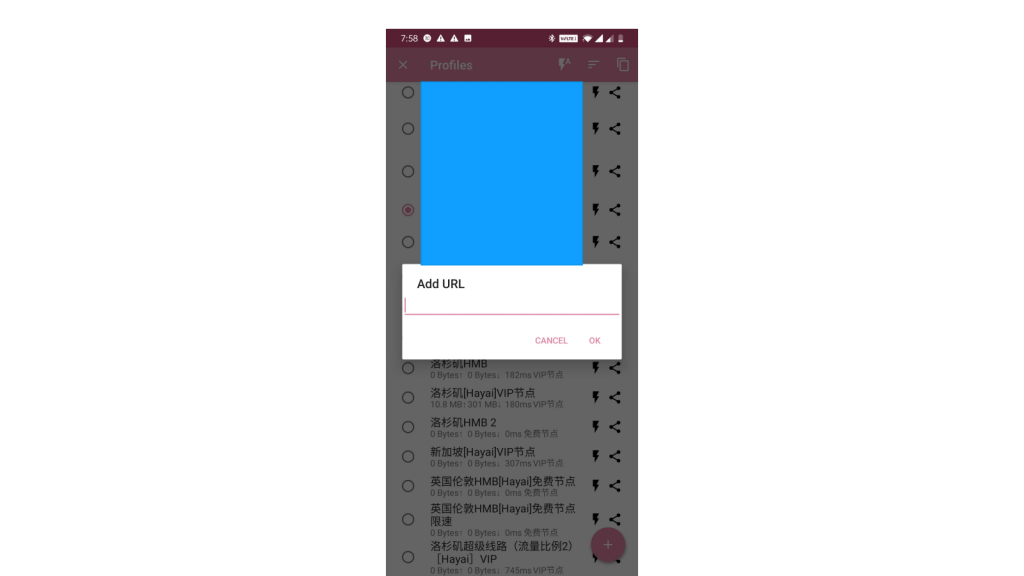 7:58
VoLTE1
Profiles
Add URL
CANCEL
OK
洛杉矶HMB
0 Bytes↑ 0 Bytes↓ 182ms VIP节点
洛杉矶[Hayai]VIP节点
10.8 MB↑ 301 MB↓ 180ms VIP节点
洛杉矶HMB 2
0 Bytes↑ 0 Bytes↓ 0ms 免费节点
新加坡[Hayai]VIP节点
0 Bytes↑ 0 Bytes↓ 307ms VIP节点
英国伦敦HMB[Hayai]免费节点
0 Bytes↑ 0 Bytes↓ 0ms 免费节点
英国伦敦HMB[Hayai]免费节点
限速
0 Bytes↑ 0 Bytes↓ 0ms 免费节点
洛杉矶超级线路（流量比例2）
［Hayai］VIP
0 Bytes↑ 0 Bytes↓ 745ms VIP节点